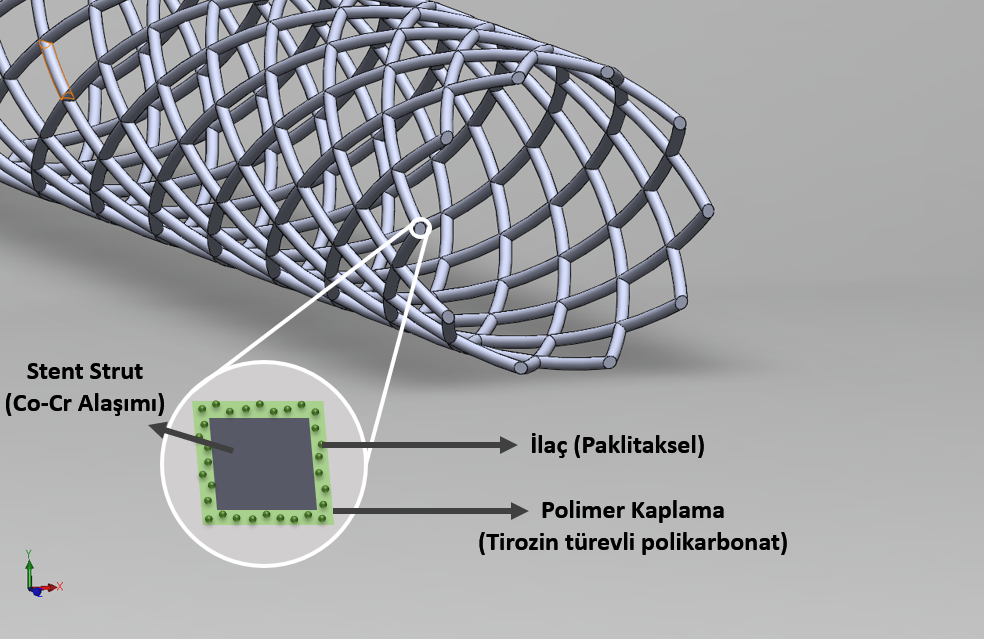 Stent Strut
(Co-Cr Alaşımı)
İlaç (Paklitaksel)
Polimer Kaplama
(Tirozin türevli polikarbonat)
Y
X
Z